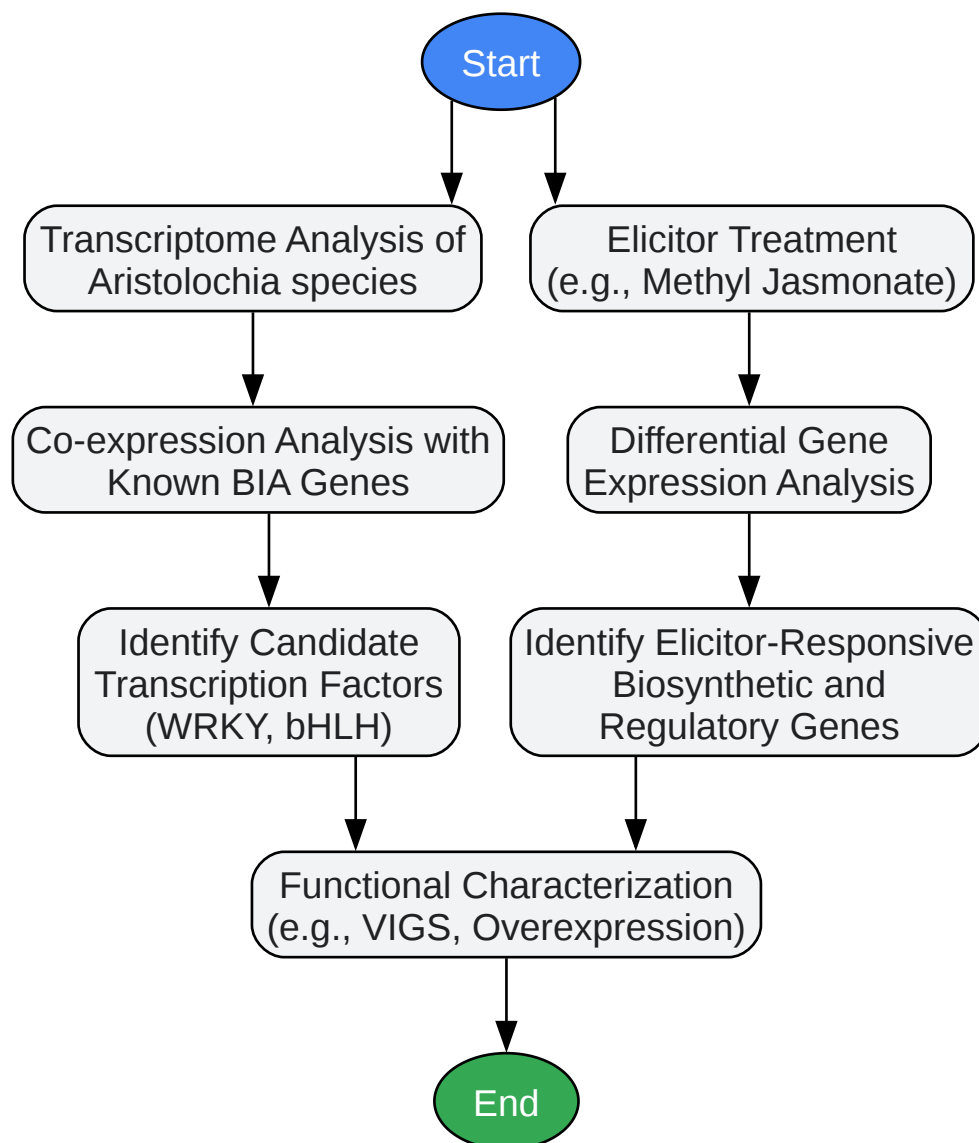 Start
Transcriptome Analysis of
Aristolochia species
Elicitor Treatment
(e.g., Methyl Jasmonate)
Co-expression Analysis with
Known BIA Genes
Differential Gene
Expression Analysis
Identify Candidate
Transcription Factors
(WRKY, bHLH)
Identify Elicitor-Responsive
Biosynthetic and
Regulatory Genes
Functional Characterization
(e.g., VIGS, Overexpression)
End